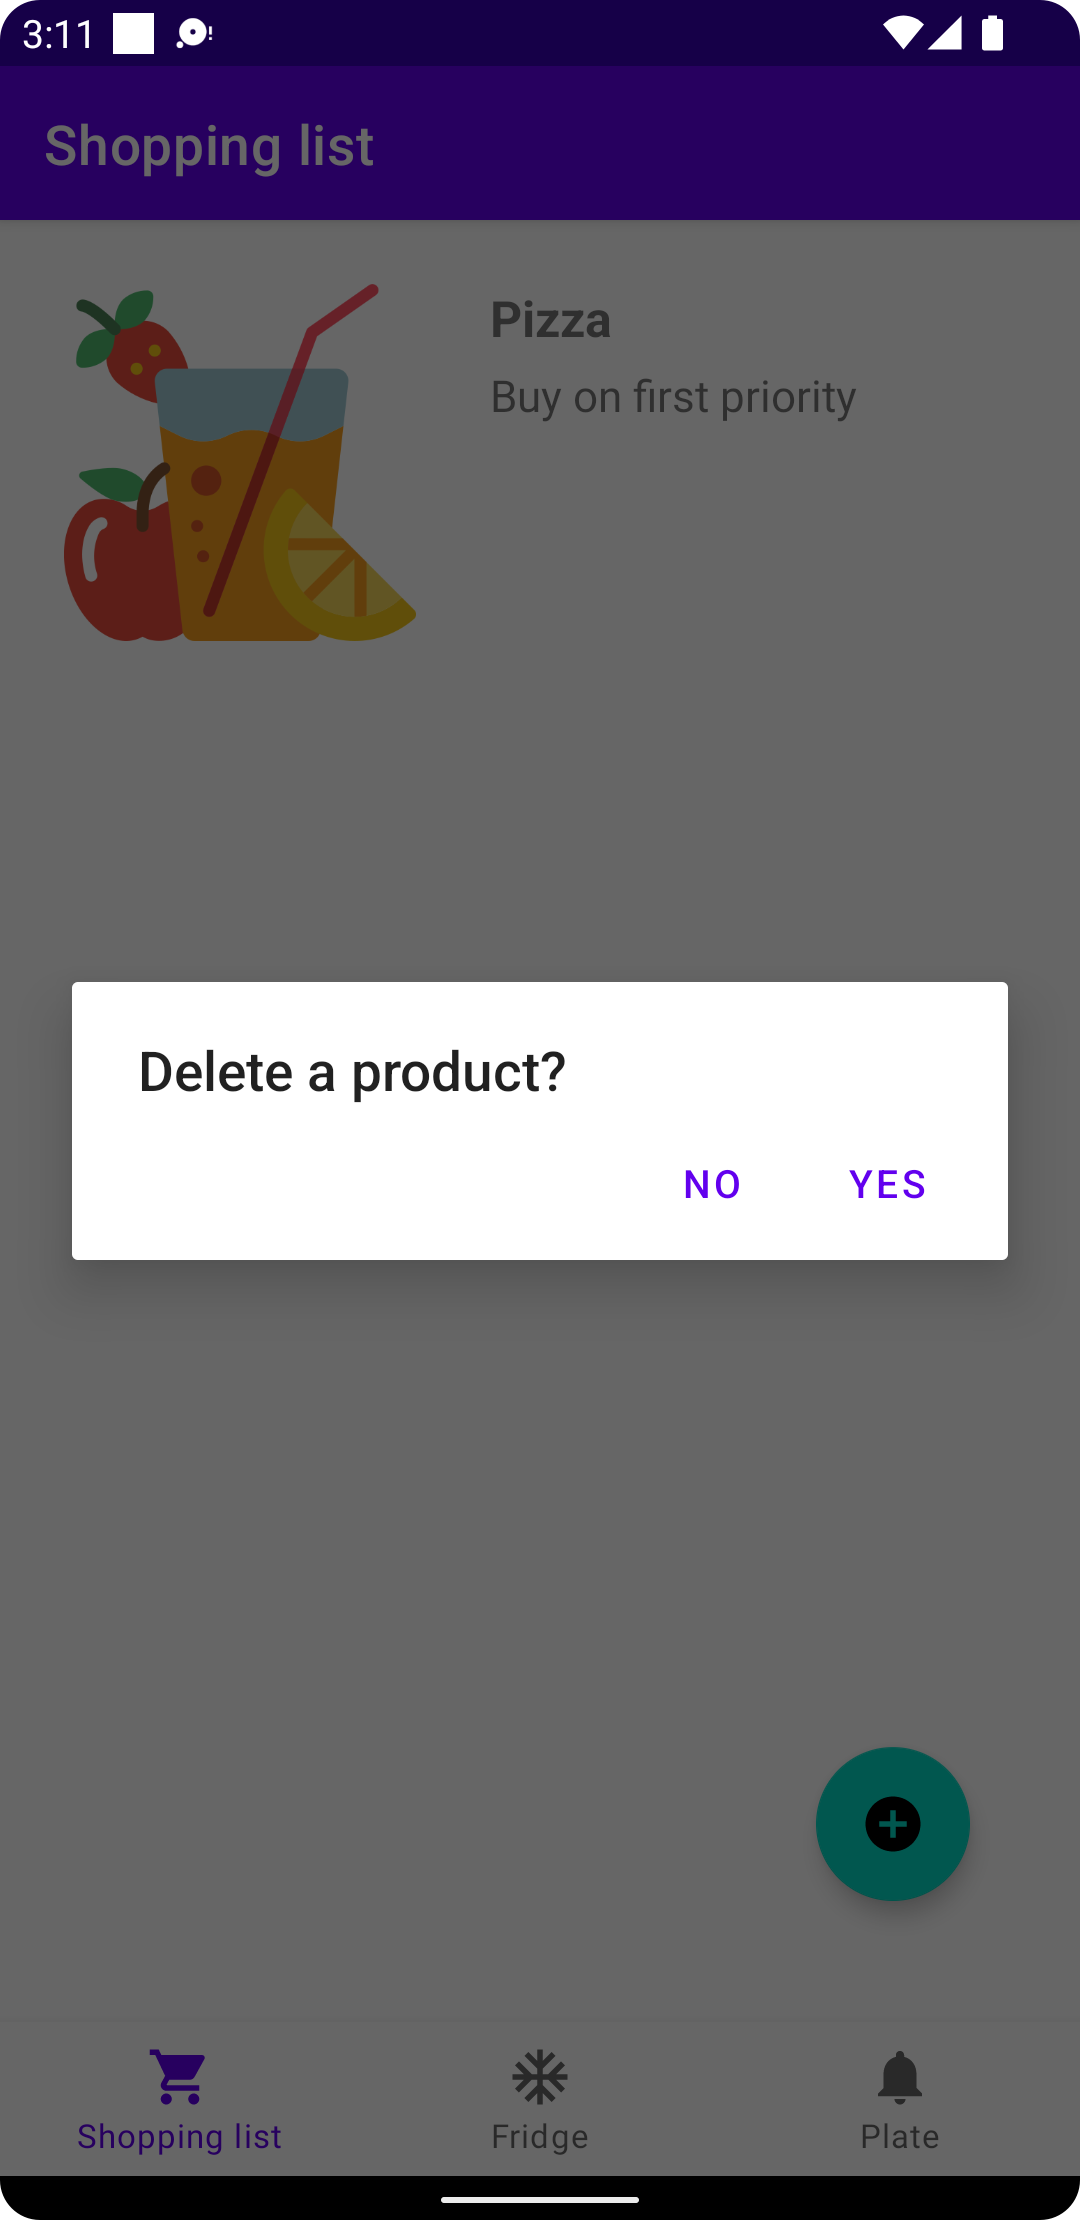 3:11
Shopping list
Pizza
Buy on first priority
Delete a product?
NO YES
Shopping list Fridge Plate